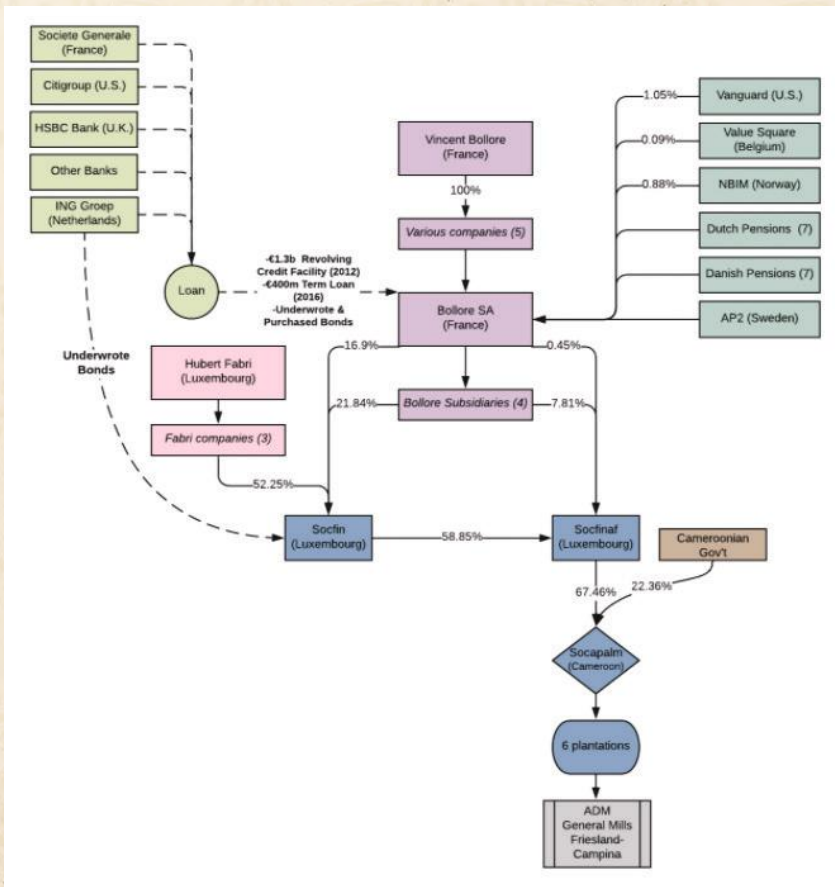 Societe Generale
(France)
Citigroup (U.S.)
HSBC Bank (U.K.)
Other Banks
ING Groep
(Netherlands)
Loan
-€1.3b Revolving
Credit Facility (2012)
-€400m Term Loan
(2016)
-Underwrote &
Purchased Bonds
Underwrote
Bonds
Vincent Bollore
(France)
100%
Various companies (5)
Bollore SA
(France)
1.05%
Vanguard (U.S.)
0.09%
Value Square
(Belgium)
0.88%
NBIM (Norway)
Dutch Pensions (7)
Danish Pensions (7)
AP2 (Sweden)
16.9%
0.45%
Hubert Fabri
(Luxembourg)
21.84%
Bollore Subsidiaries (4)
7.81%
Fabri companies (3)
52.25%
Socfin
(Luxembourg)
58.85%
Socfinaf
(Luxembourg)
Cameroonian
Gov't
67.46%
22.36%
Socapalm
(Cameroon)
6 plantations
ADM
General Mills
Friesland-
Campina